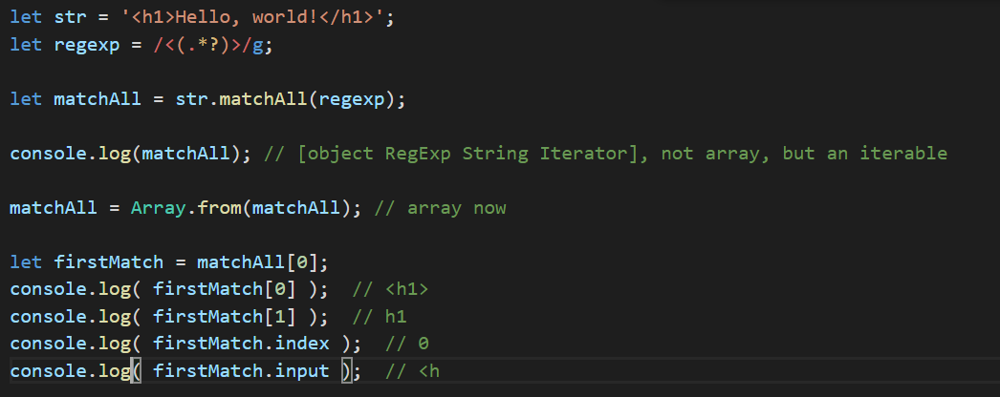 let str = '<h1>Hello, world!</h1>';
let regexp = /<(.*?)>/g;
let matchAll = str.matchAll(regexp);
console.log(matchAll); // [object RegExp String Iterator], not array, but an iterable
matchAll = Array.from(matchAll); // array now
let firstMatch = matchAll[0];
console.log( firstMatch[0] );  // <h1>
console.log( firstMatch[1] );  // h1
console.log( firstMatch.index );  // 0
console.log( firstMatch.input );  // <h